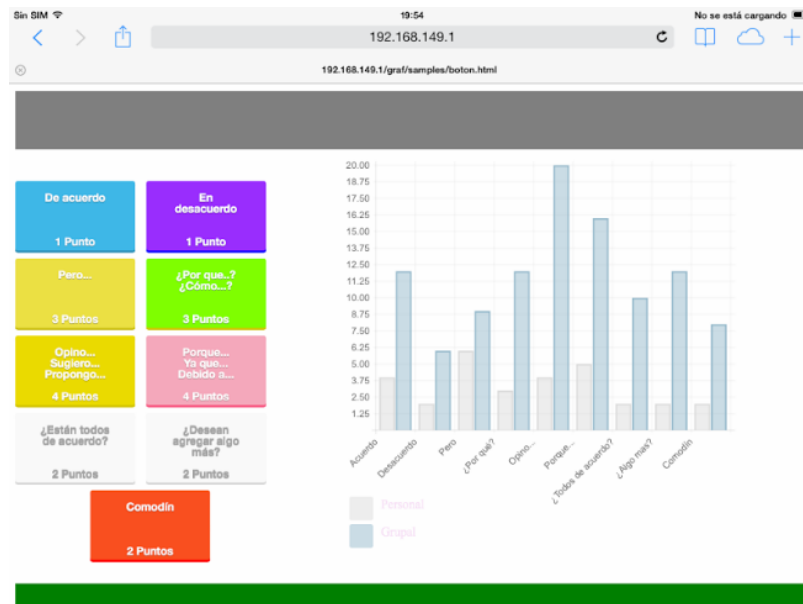 Sin SIM
19:54
No se está cargando
192.168.149.1
192.168.149.1/graf/samples/boton.html
De acuerdo
1 Punto
En
desacuerdo
1 Punto
Pero...
3 Puntos
¿Por que..?
¿Cómo...?
3 Puntos
Opino...
Sugiero...
Propongo...
4 Puntos
Porque...
Ya que...
Debido a...
4 Puntos
¿Están todos
de acuerdo?
2 Puntos
¿Desean
agregar algo
más?
2 Puntos
Comodín
2 Puntos
20.00
18.75
17.50
16.25
15.00
13.75
12.50
11.25
10.00
8.75
7.50
6.25
5.00
3.75
2.50
1.25
Acuerdo
Desacuerdo
Pero
¿Por qué?
Opino...
Porque...
¿Todos de acuerdo?
¿Algo mas?
Comodín
Personal
Grupal